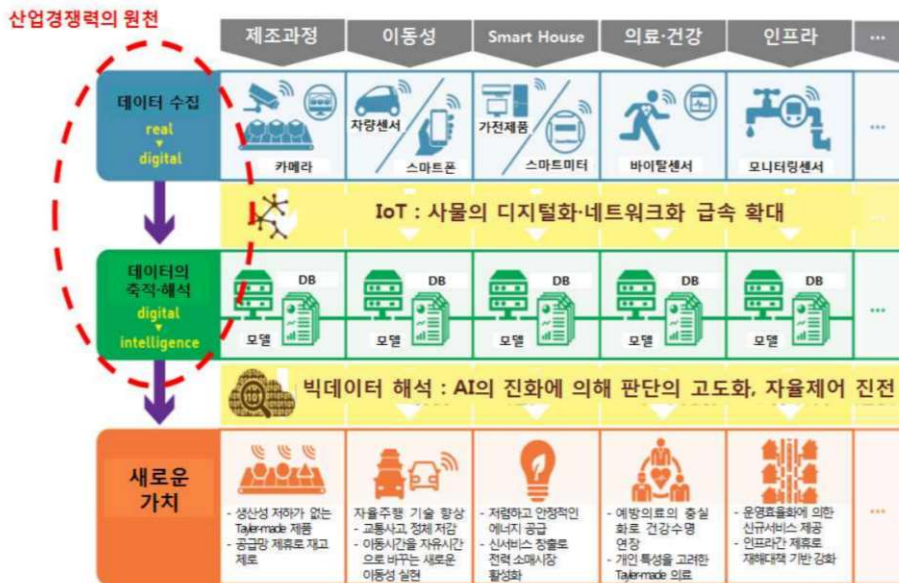 산업경쟁력의 원천
제조과정
이동성
Smart House
의료·건강
인프라
...
데이터 수집
real
digital
카메라
차량센서
스마트폰
가전제품
스마트미터
바이탈센서
모니터링센서
...
IoT : 사물의 디지털화·네트워크화 급속 확대
데이터의
축적·해석
digital
intelligence
DB
모델
DB
모델
DB
모델
DB
모델
DB
모델
...
빅데이터 해석 : AI의 진화에 의해 판단의 고도화, 자율제어 진전
새로운
가치
- 생산성 저하가 없는
Tayler-made 제품
- 공급망 제휴로 재고
제로
자율주행 기술 향상
- 교통사고, 정체 저감
- 이동시간을 자유시간
으로 바꾸는 새로운
이동성 실현
- 저렴하고 안정적인
에너지 공급
- 신서비스 창출로
전력 소매시장
활성화
- 예방의료의 충실
화로 건강수명
연장
- 개인 특성을 고려한
Tayler-made 의료
- 운영효율화에 의한
신규서비스 제공
- 인프라간 제휴로
재해대책 기반 강화
...